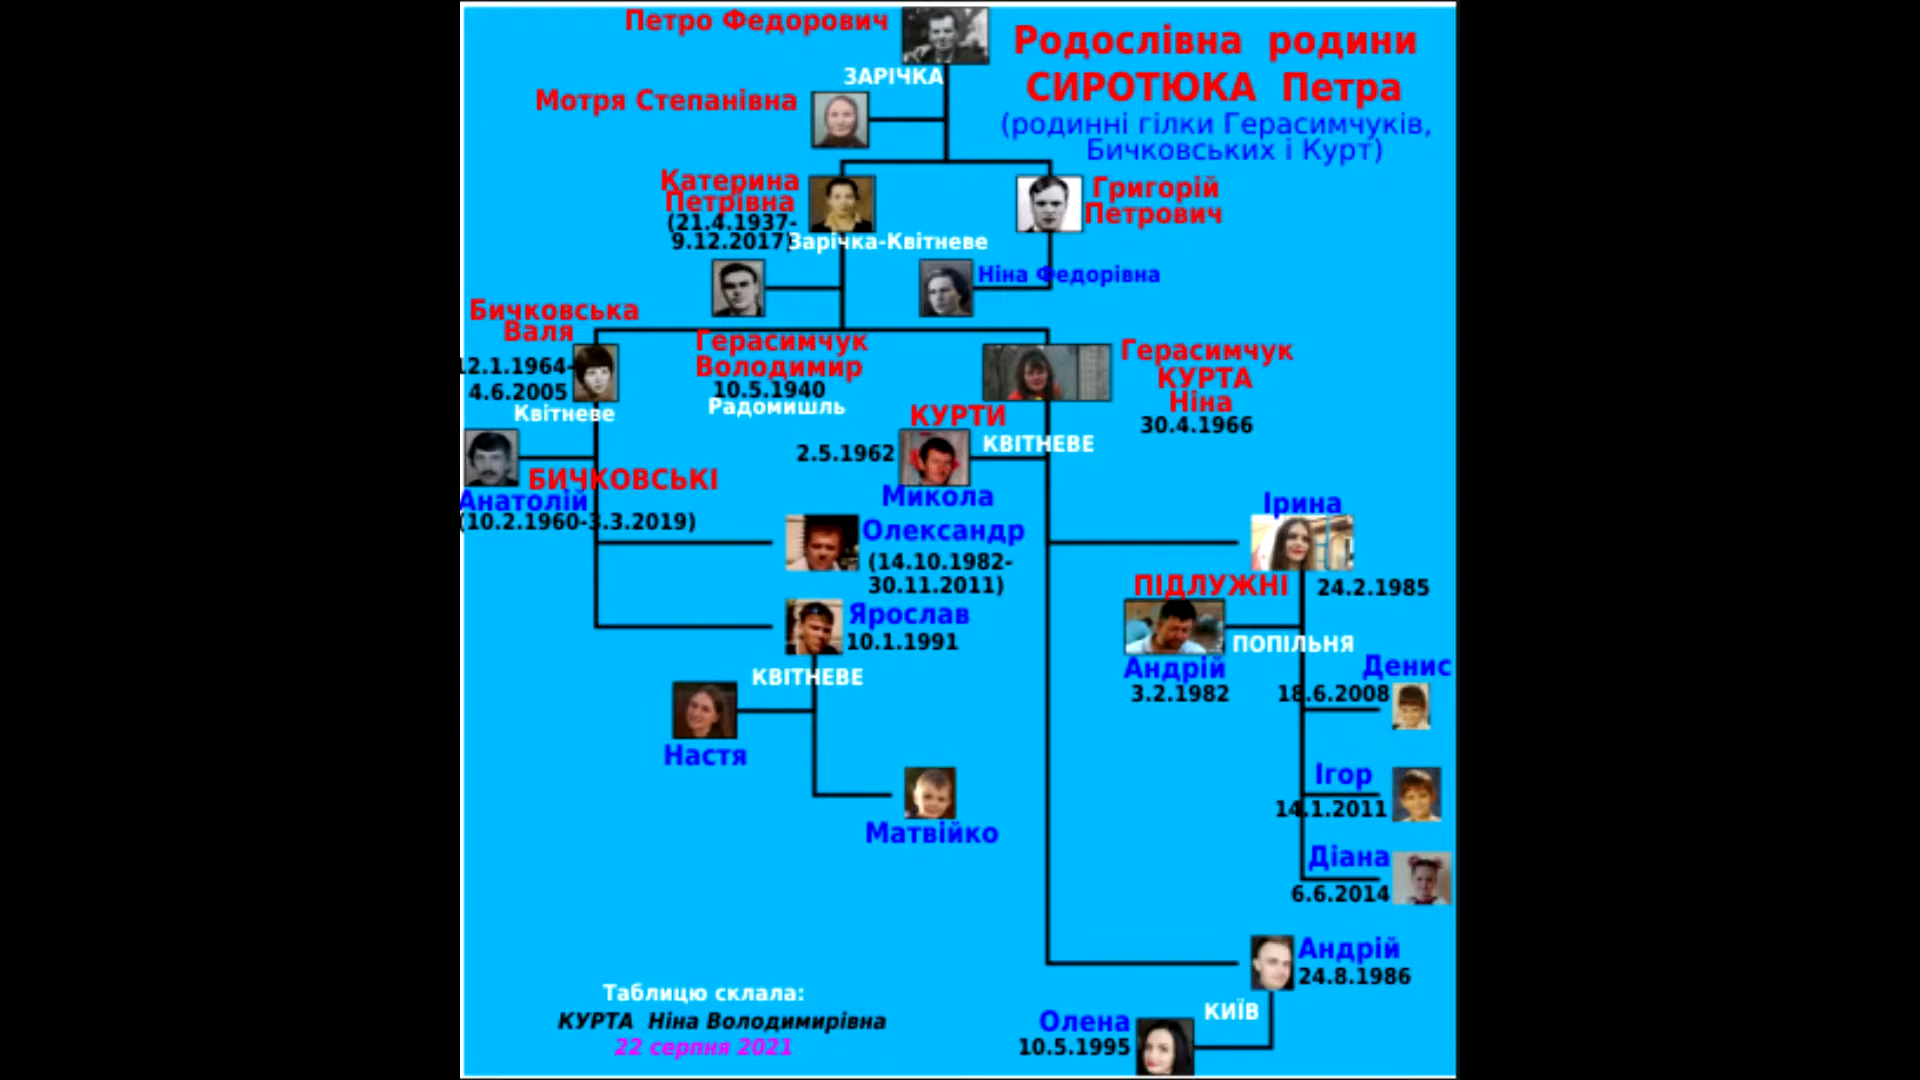 Петро Федорович
Родослівна родини
СИРОТЮКА Петра
(родинні гілки Герасимчуків,
Бичковських і Курт)
ЗАРІЧКА
Мотря Степанівна
Катерина
Петрівна
(21.4.1937-
9.12.2017)
Зарічка-Квітневе
Григорій
Петрович
Ніна Федорівна
Бичковська
Валя
12.1.1964-
4.6.2005
Квітневе
Герасимчук
Володимир
10.5.1940
Радомишль
Герасимчук
КУРТА
Ніна
30.4.1966
КУРТИ
КВІТНЕВЕ
2.5.1962
Микола
БИЧКОВСЬКІ
Анатолій
(10.2.1960-3.3.2019)
Олександр
(14.10.1982-
30.11.2011)
Ірина
24.2.1985
ПІДЛУЖНІ
Ярослав
10.1.1991
ПОПІЛЬНЯ
Андрій
3.2.1982
Денис
18.6.2008
КВІТНЕВЕ
Настя
Ігор
14.1.2011
Матвійко
Діана
6.6.2014
Андрій
24.8.1986
КИЇВ
Олена
10.5.1995
Таблицю склала:
КУРТА Ніна Володимирівна
22 серпня 2021